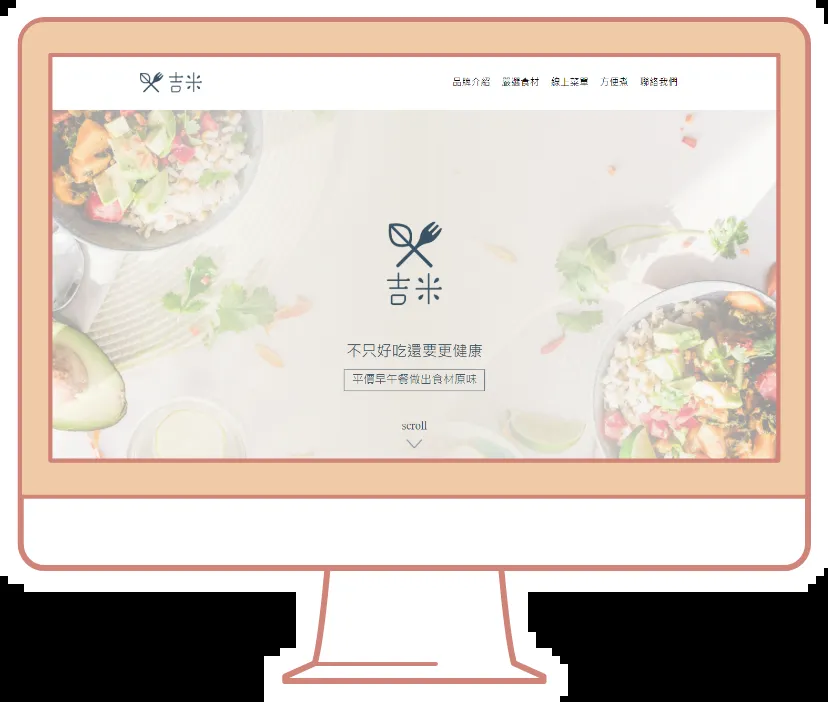 吉米
品牌介紹 嚴選食材 線上菜單 方便煮 聯絡我們
吉米
不只好吃還要更健康
平價早午餐做出食材原味
scroll